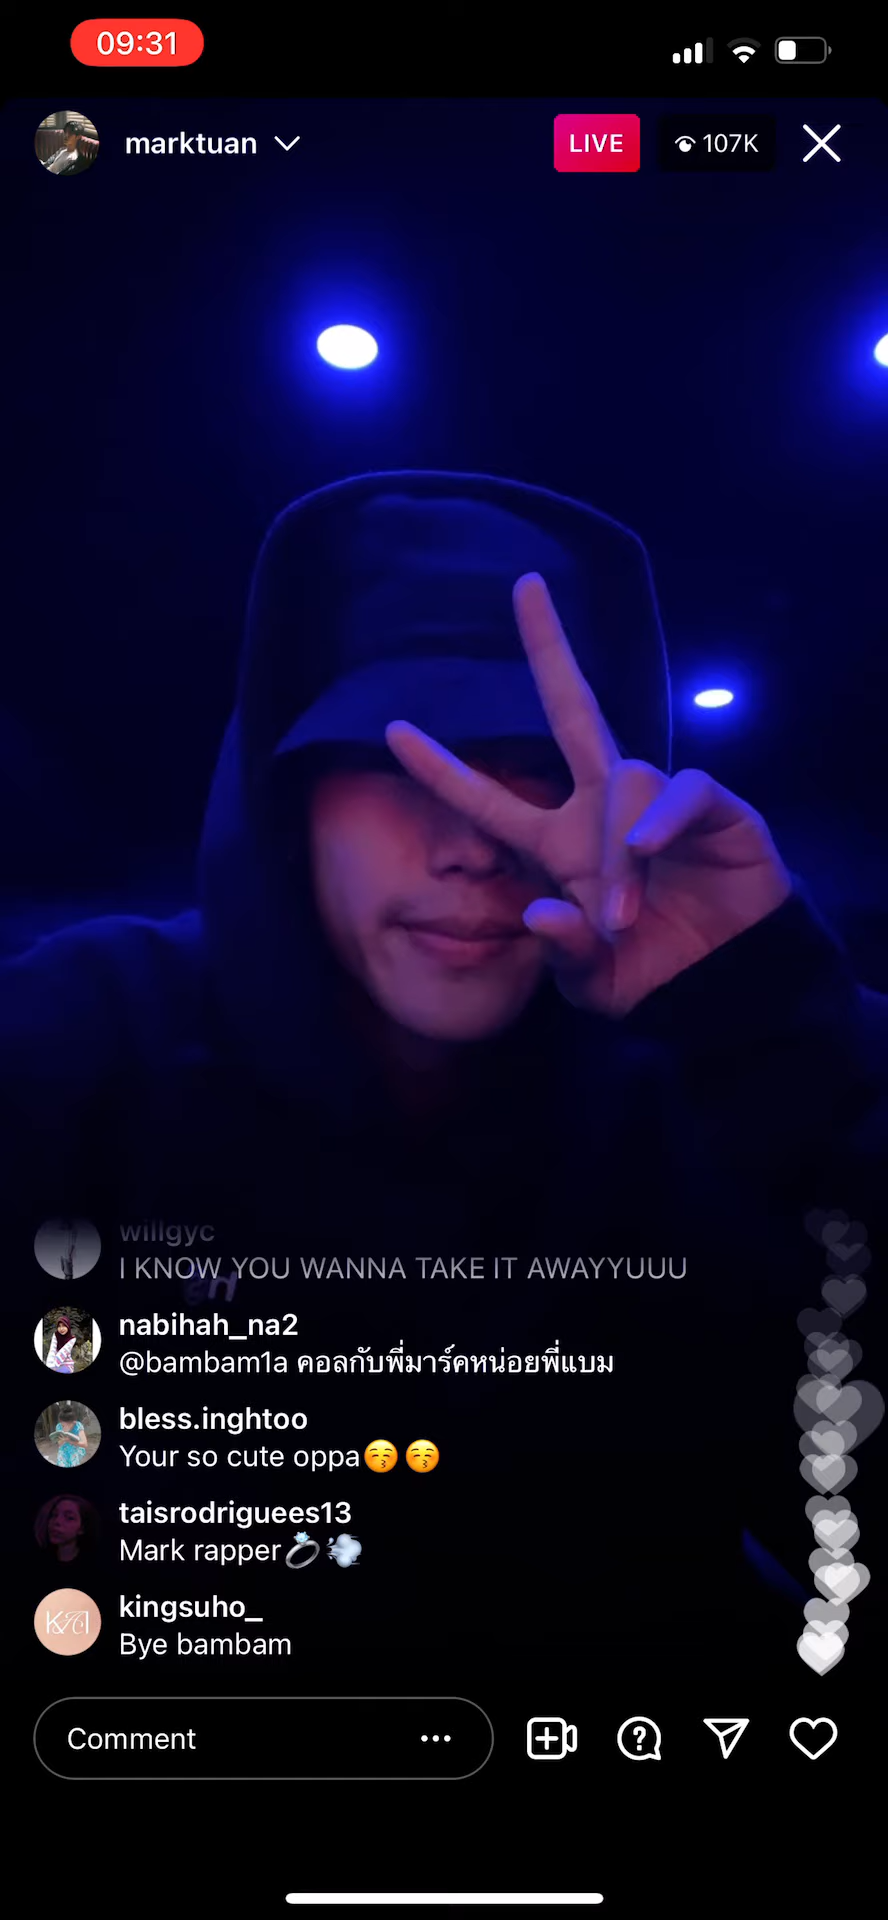 09:31
marktuan
LIVE
107K
willgyc
I KNOW YOU WANNA TAKE IT AWAYYUUU
nabihah_na2
@bambam1a คอลกับพี่มาร์คหน่อยพี่แบม
bless.inghtoo
Your so cute oppa😚😚
taisrodriguees13
Mark rapper💍💨
KAI
kingsuho_
Bye bambam
Comment